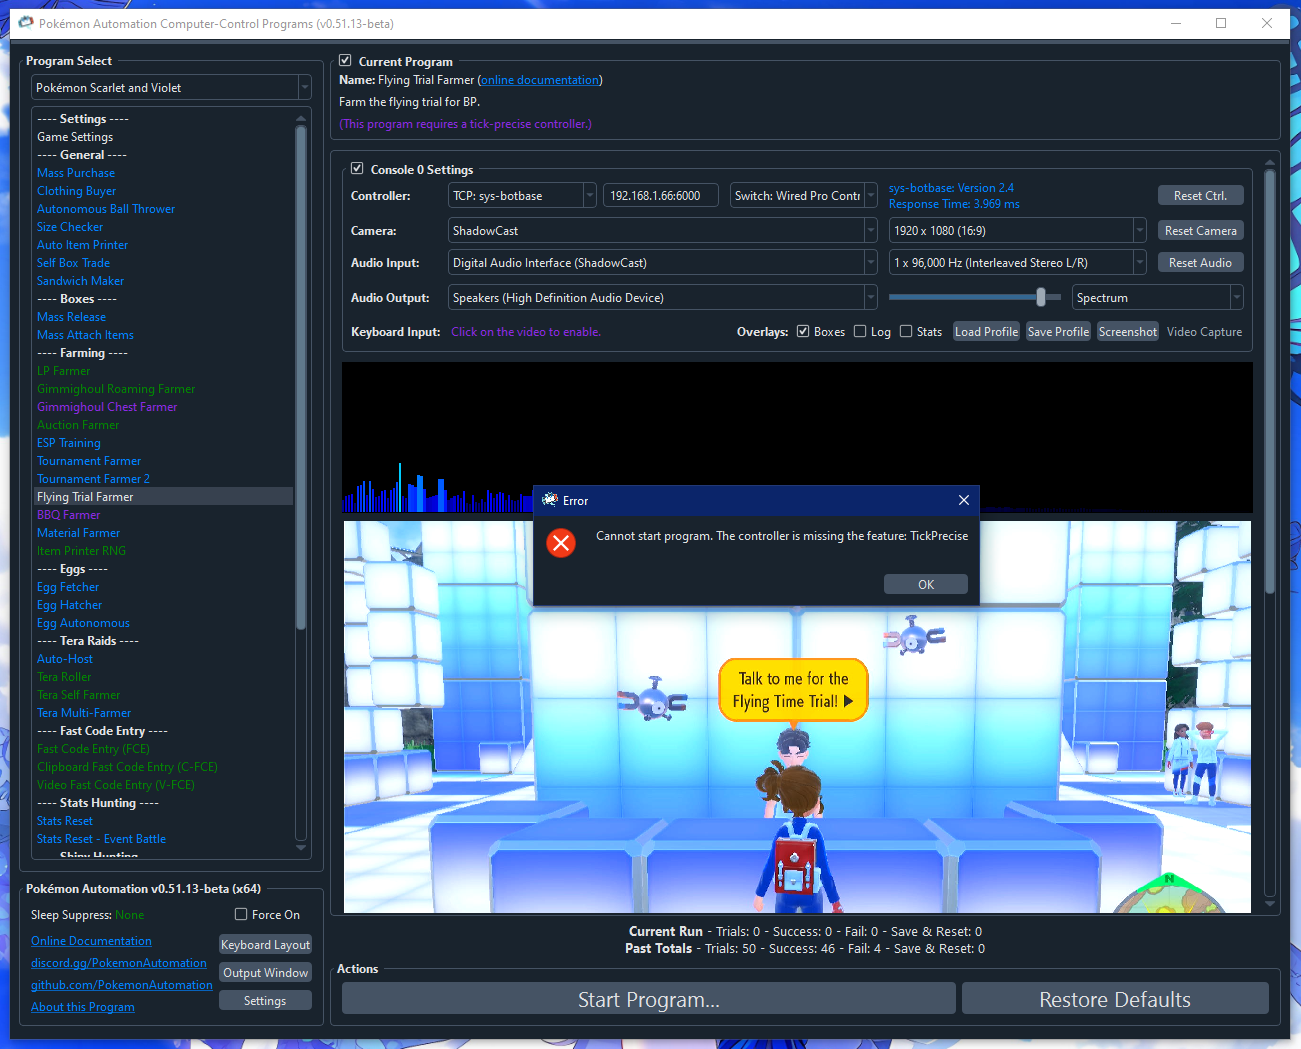 Pokémon Automation Computer-Control Programs (v0.51.13-beta)
Program Select
Pokémon Scarlet and Violet
---- Settings ----
Game Settings
---- General ----
Mass Purchase
Clothing Buyer
Autonomous Ball Thrower
Size Checker
Auto Item Printer
Self Box Trade
Sandwich Maker
---- Boxes ----
Mass Release
Mass Attach Items
---- Farming ----
LP Farmer
Gimmighoul Roaming Farmer
Gimmighoul Chest Farmer
Auction Farmer
ESP Training
Tournament Farmer
Tournament Farmer 2
Flying Trial Farmer
BBQ Farmer
Material Farmer
Item Printer RNG
---- Eggs ----
Egg Fetcher
Egg Hatcher
Egg Autonomous
---- Tera Raids ----
Auto-Host
Tera Roller
Tera Self Farmer
Tera Multi-Farmer
---- Fast Code Entry ----
Fast Code Entry (FCE)
Clipboard Fast Code Entry (C-FCE)
Video Fast Code Entry (V-FCE)
---- Stats Hunting ----
Stats Reset
Stats Reset - Event Battle
---- Shiny Hunting ----
Pokémon Automation v0.51.13-beta (x64)
Sleep Suppress: None
Force On
Online Documentation
Keyboard Layout
discord.gg/PokemonAutomation
Output Window
github.com/PokemonAutomation
Settings
About this Program
Current Program
Name: Flying Trial Farmer (online documentation)
Farm the flying trial for BP.
(This program requires a tick-precise controller.)
Console 0 Settings
Controller: TCP: sys-botbase 192.168.1.66:6000 Switch: Wired Pro Contr
sys-botbase: Version 2.4
Response Time: 3.969 ms
Reset Ctrl.
Camera: ShadowCast 1920 x 1080 (16:9) Reset Camera
Audio Input: Digital Audio Interface (ShadowCast) 1 x 96,000 Hz (Interleaved Stereo L/R) Reset Audio
Audio Output: Speakers (High Definition Audio Device) Spectrum
Keyboard Input: Click on the video to enable. Overlays: Boxes Log Stats Load Profile Save Profile Screenshot Video Capture
Error
Cannot start program. The controller is missing the feature: TickPrecise
OK
Talk to me for the
Flying Time Trial!
N
Current Run - Trials: 0 - Success: 0 - Fail: 0 - Save & Reset: 0
Past Totals - Trials: 50 - Success: 46 - Fail: 4 - Save & Reset: 0
Actions
Start Program...
Restore Defaults